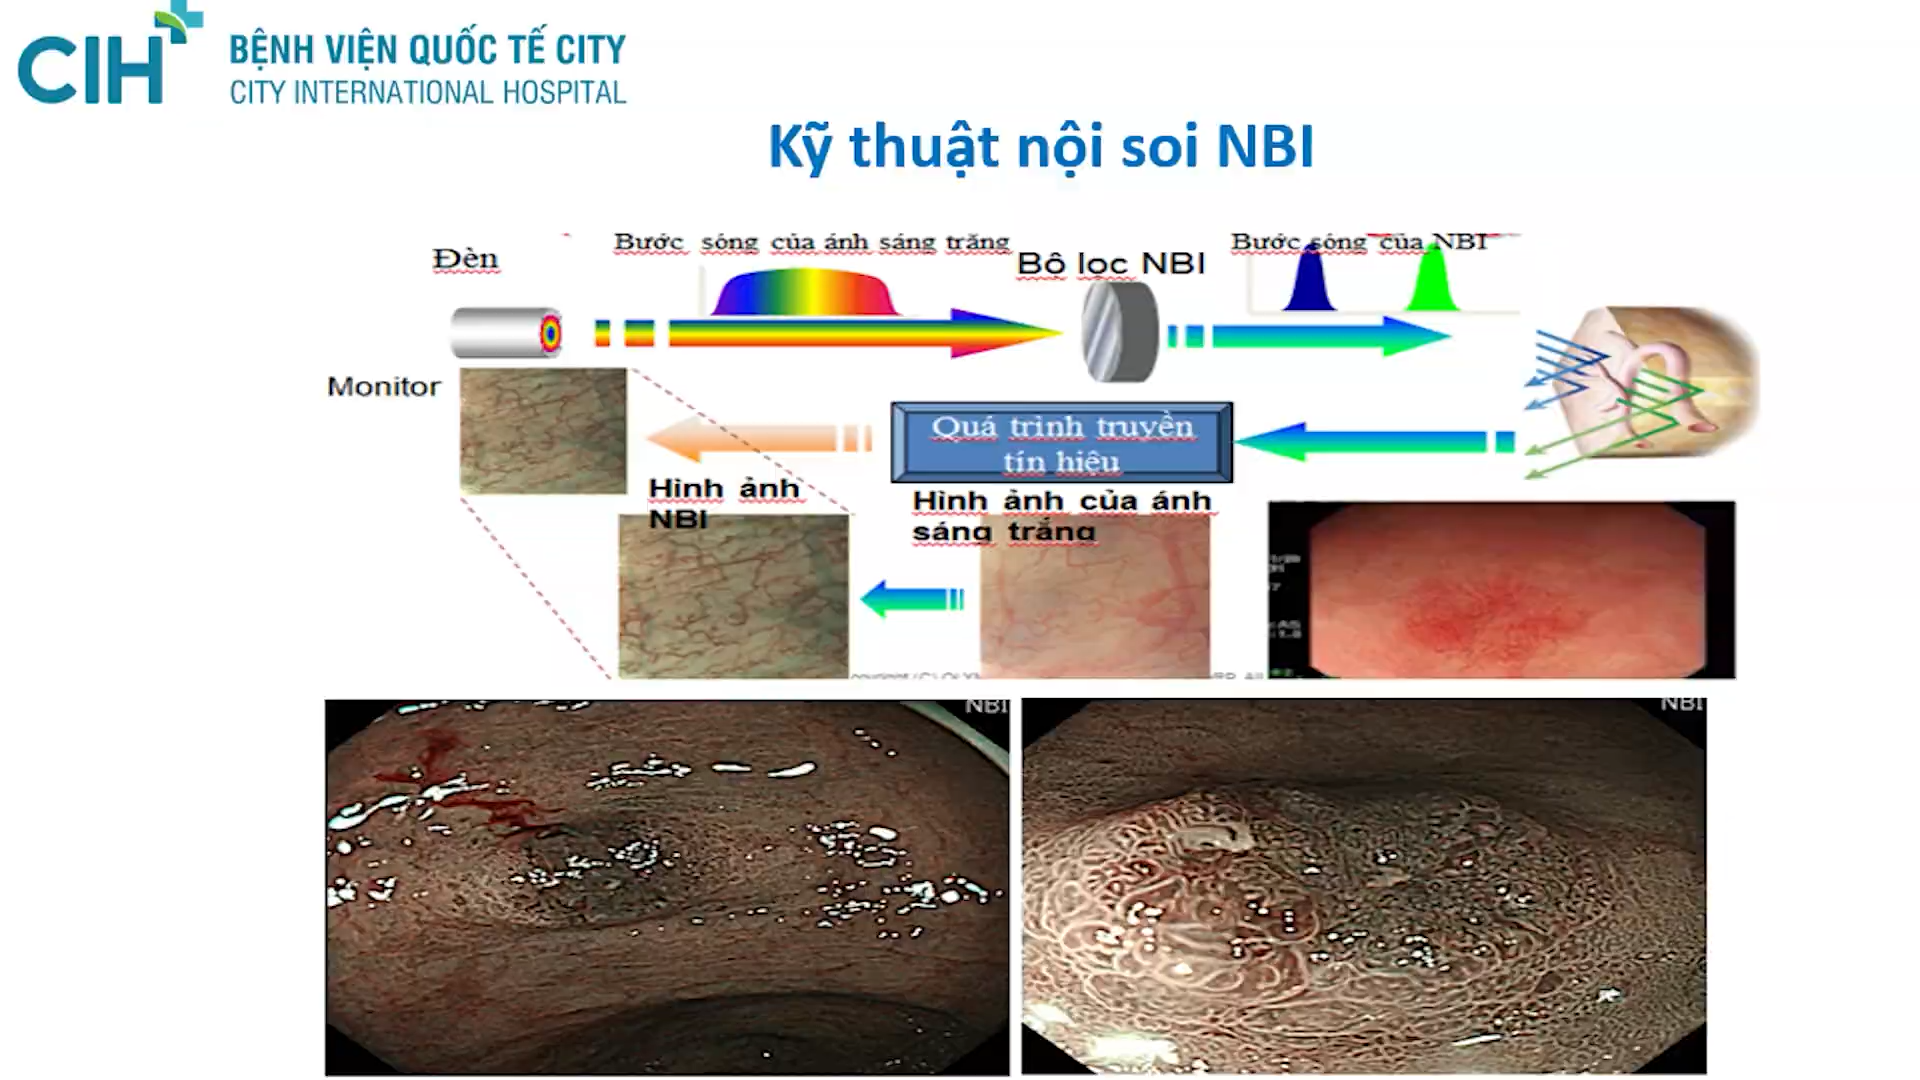 CIH
BỆNH VIỆN QUỐC TẾ CITY
CITY INTERNATIONAL HOSPITAL
Kỹ thuật nội soi NBI
Đèn
Bước sóng của ánh sáng trăng
Bô lọc NBI
Bước sóng của NBI
Monitor
Quá trình truyền
tín hiệu
Hình ảnh
NBI
Hình ảnh của ánh
sáng trắng
NBI
NBI